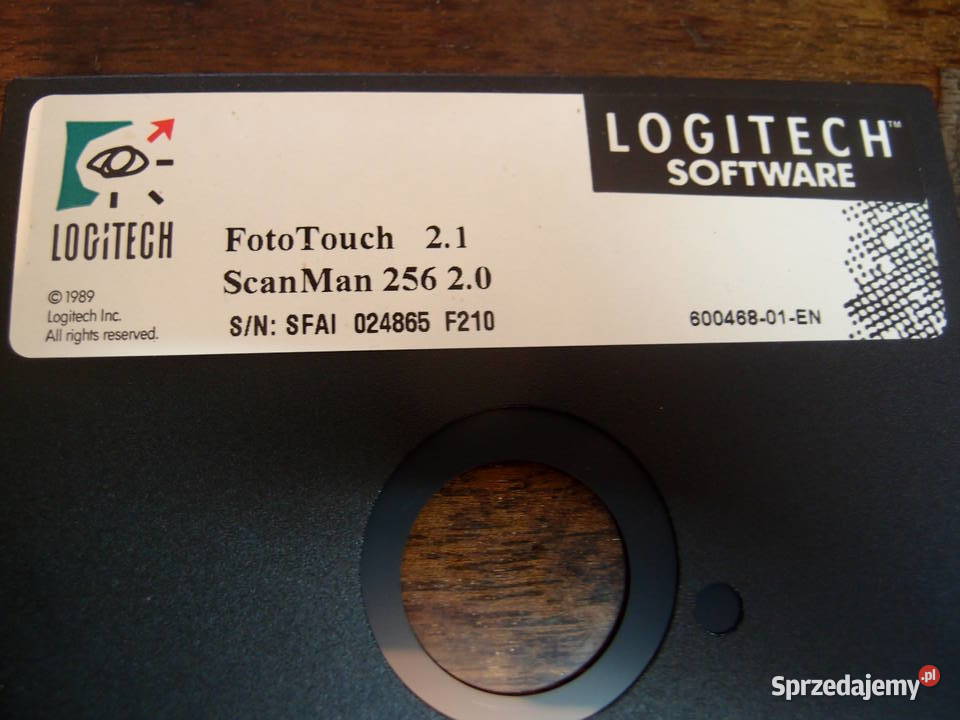 LOGITECH™
SOFTWARE
LOGITECH
FotoTouch 2.1
ScanMan 256 2.0
© 1989
Logitech Inc.
All rights reserved.
S/N: SFAI 024865 F210
600468-01-EN
Sprzedajemy.pl